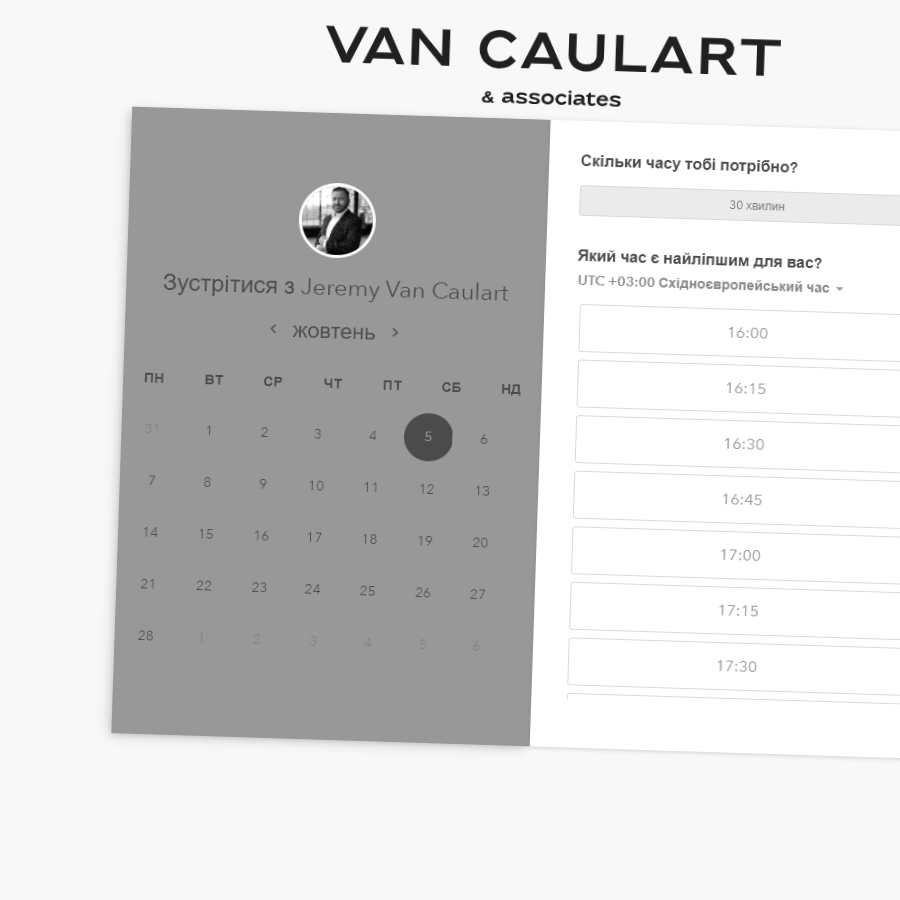 VAN CAULART
& associates
Зустрітися з Jeremy Van Caulart
жовтень
ПН ВТ СР ЧТ ПТ СБ НД
31 1 2 3 4 5 6
7 8 9 10 11 12 13
14 15 16 17 18 19 20
21 22 23 24 25 26 27
28 1 2 3 4 5 6
Скільки часу тобі потрібно?
30 хвилин
Який час є найліпшим для вас?
UTC +03:00 Східноєвропейський час
16:00
16:15
16:30
16:45
17:00
17:15
17:30